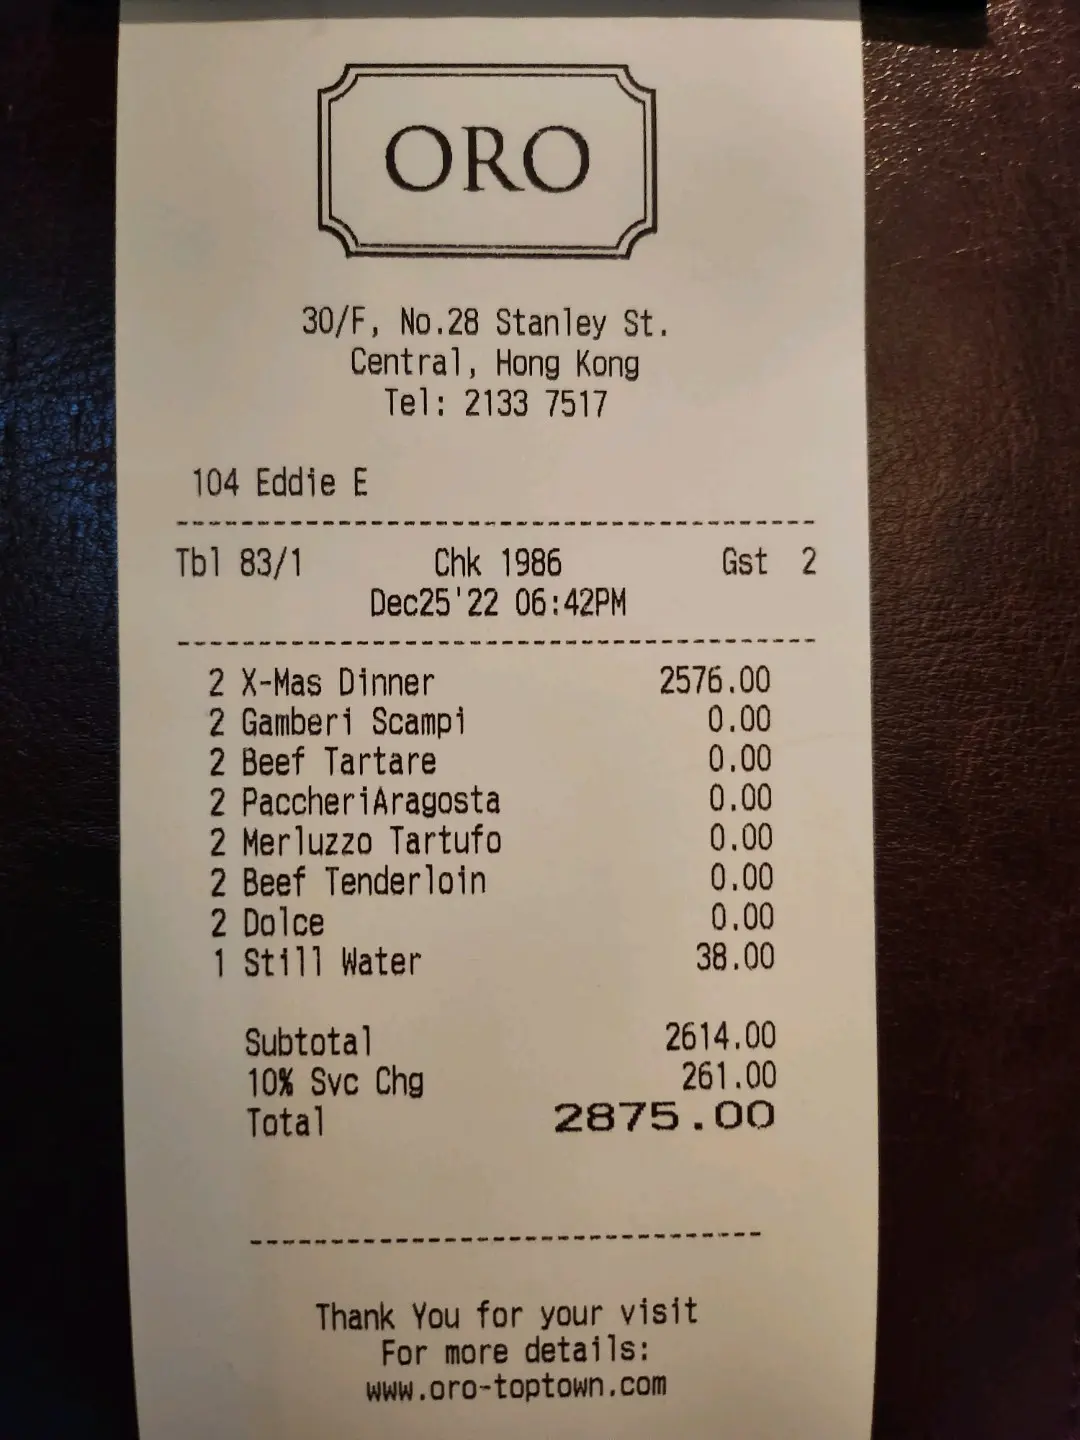 ORO
30/F, No.28 Stanley St.
Central, Hong Kong
Tel: 2133 7517
104 Eddie E
Tbl 83/1 Chk 1986 Gst 2
Dec25'22 06:42PM
2 X-Mas Dinner 2576.00
2 Gamberi Scampi 0.00
2 Beef Tartare 0.00
2 PaccheriAragosta 0.00
2 Merluzzo Tartufo 0.00
2 Beef Tenderloin 0.00
2 Dolce 0.00
1 Still Water 38.00
Subtotal 2614.00
10% Svc Chg 261.00
Total 2875.00
Thank You for your visit
For more details:
www.oro-toptown.com